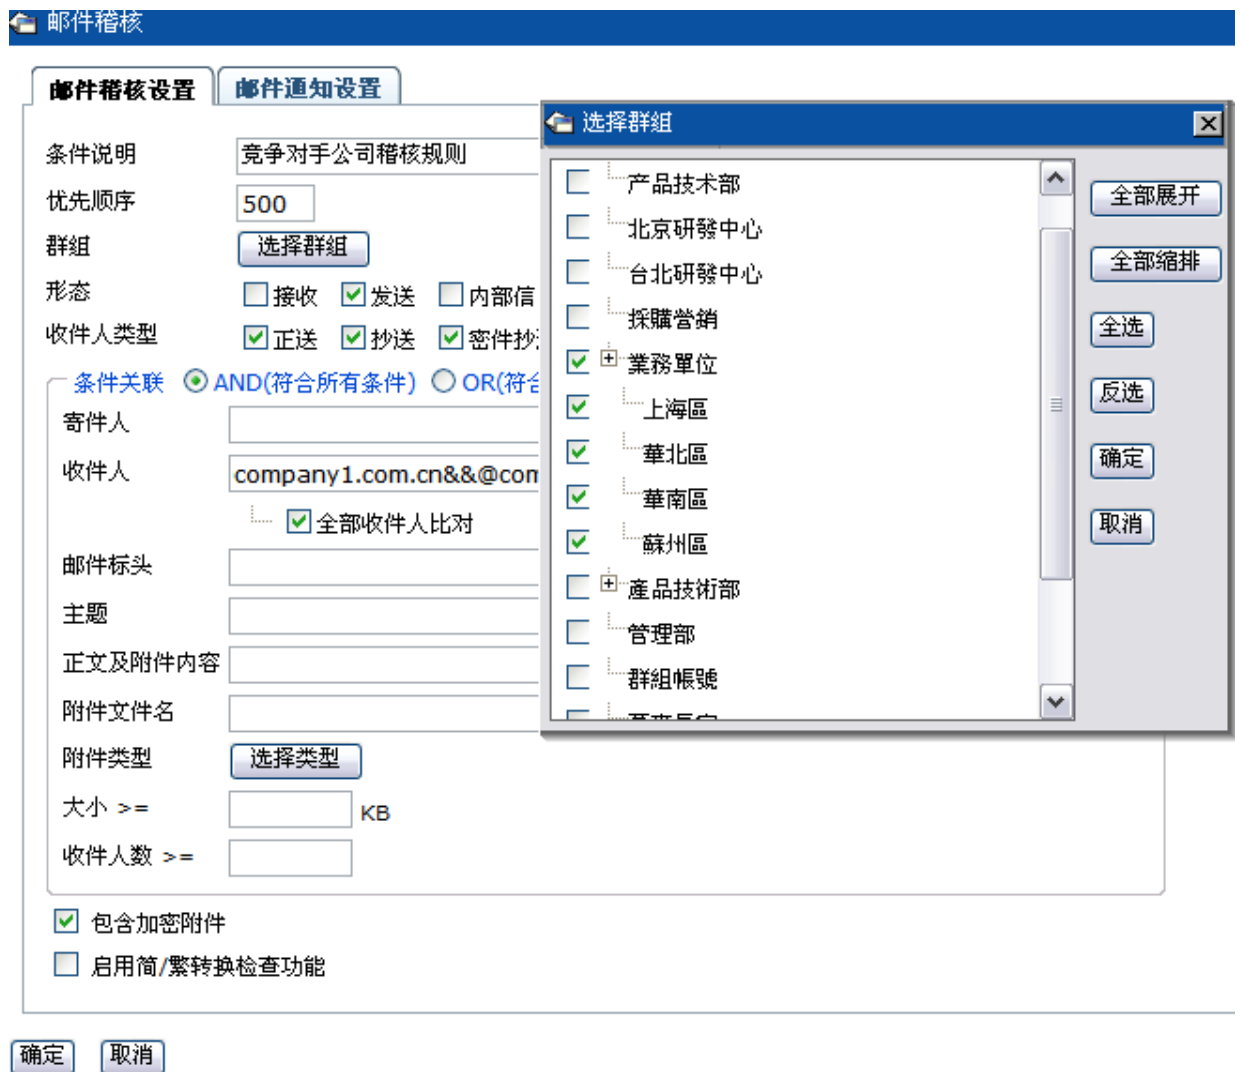 邮件稽核
邮件稽核设置
邮件通知设置
条件说明
竞争对手公司稽核规则
优先顺序
500
群组
选择群组
形态
接收
发送
内部信
收件人类型
正送
抄送
密件抄
条件关联
AND(符合所有条件)
OR(符合
寄件人
收件人
company1.com.cn&&@com
全部收件人比对
邮件标头
主题
正文及附件内容
附件文件名
附件类型
选择类型
大小 >=
KB
收件人数 >=
包含加密附件
启用简/繁转换检查功能
确定
取消
选择群组
产品技术部
北京研發中心
台北研發中心
採購營銷
業務單位
上海區
華北區
華南區
蘇州區
產品技術部
管理部
群組帳號
全部展开
全部缩排
全选
反选
确定
取消